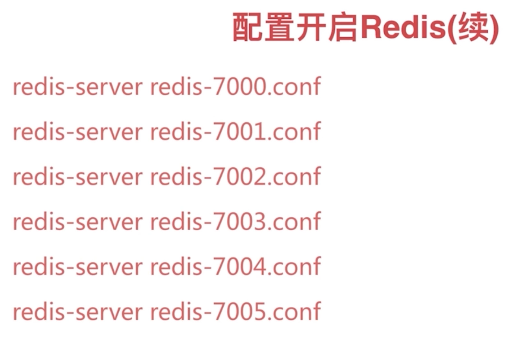 配置开启Redis(续)
redis-server redis-7000.conf
redis-server redis-7001.conf
redis-server redis-7002.conf
redis-server redis-7003.conf
redis-server redis-7004.conf
redis-server redis-7005.conf